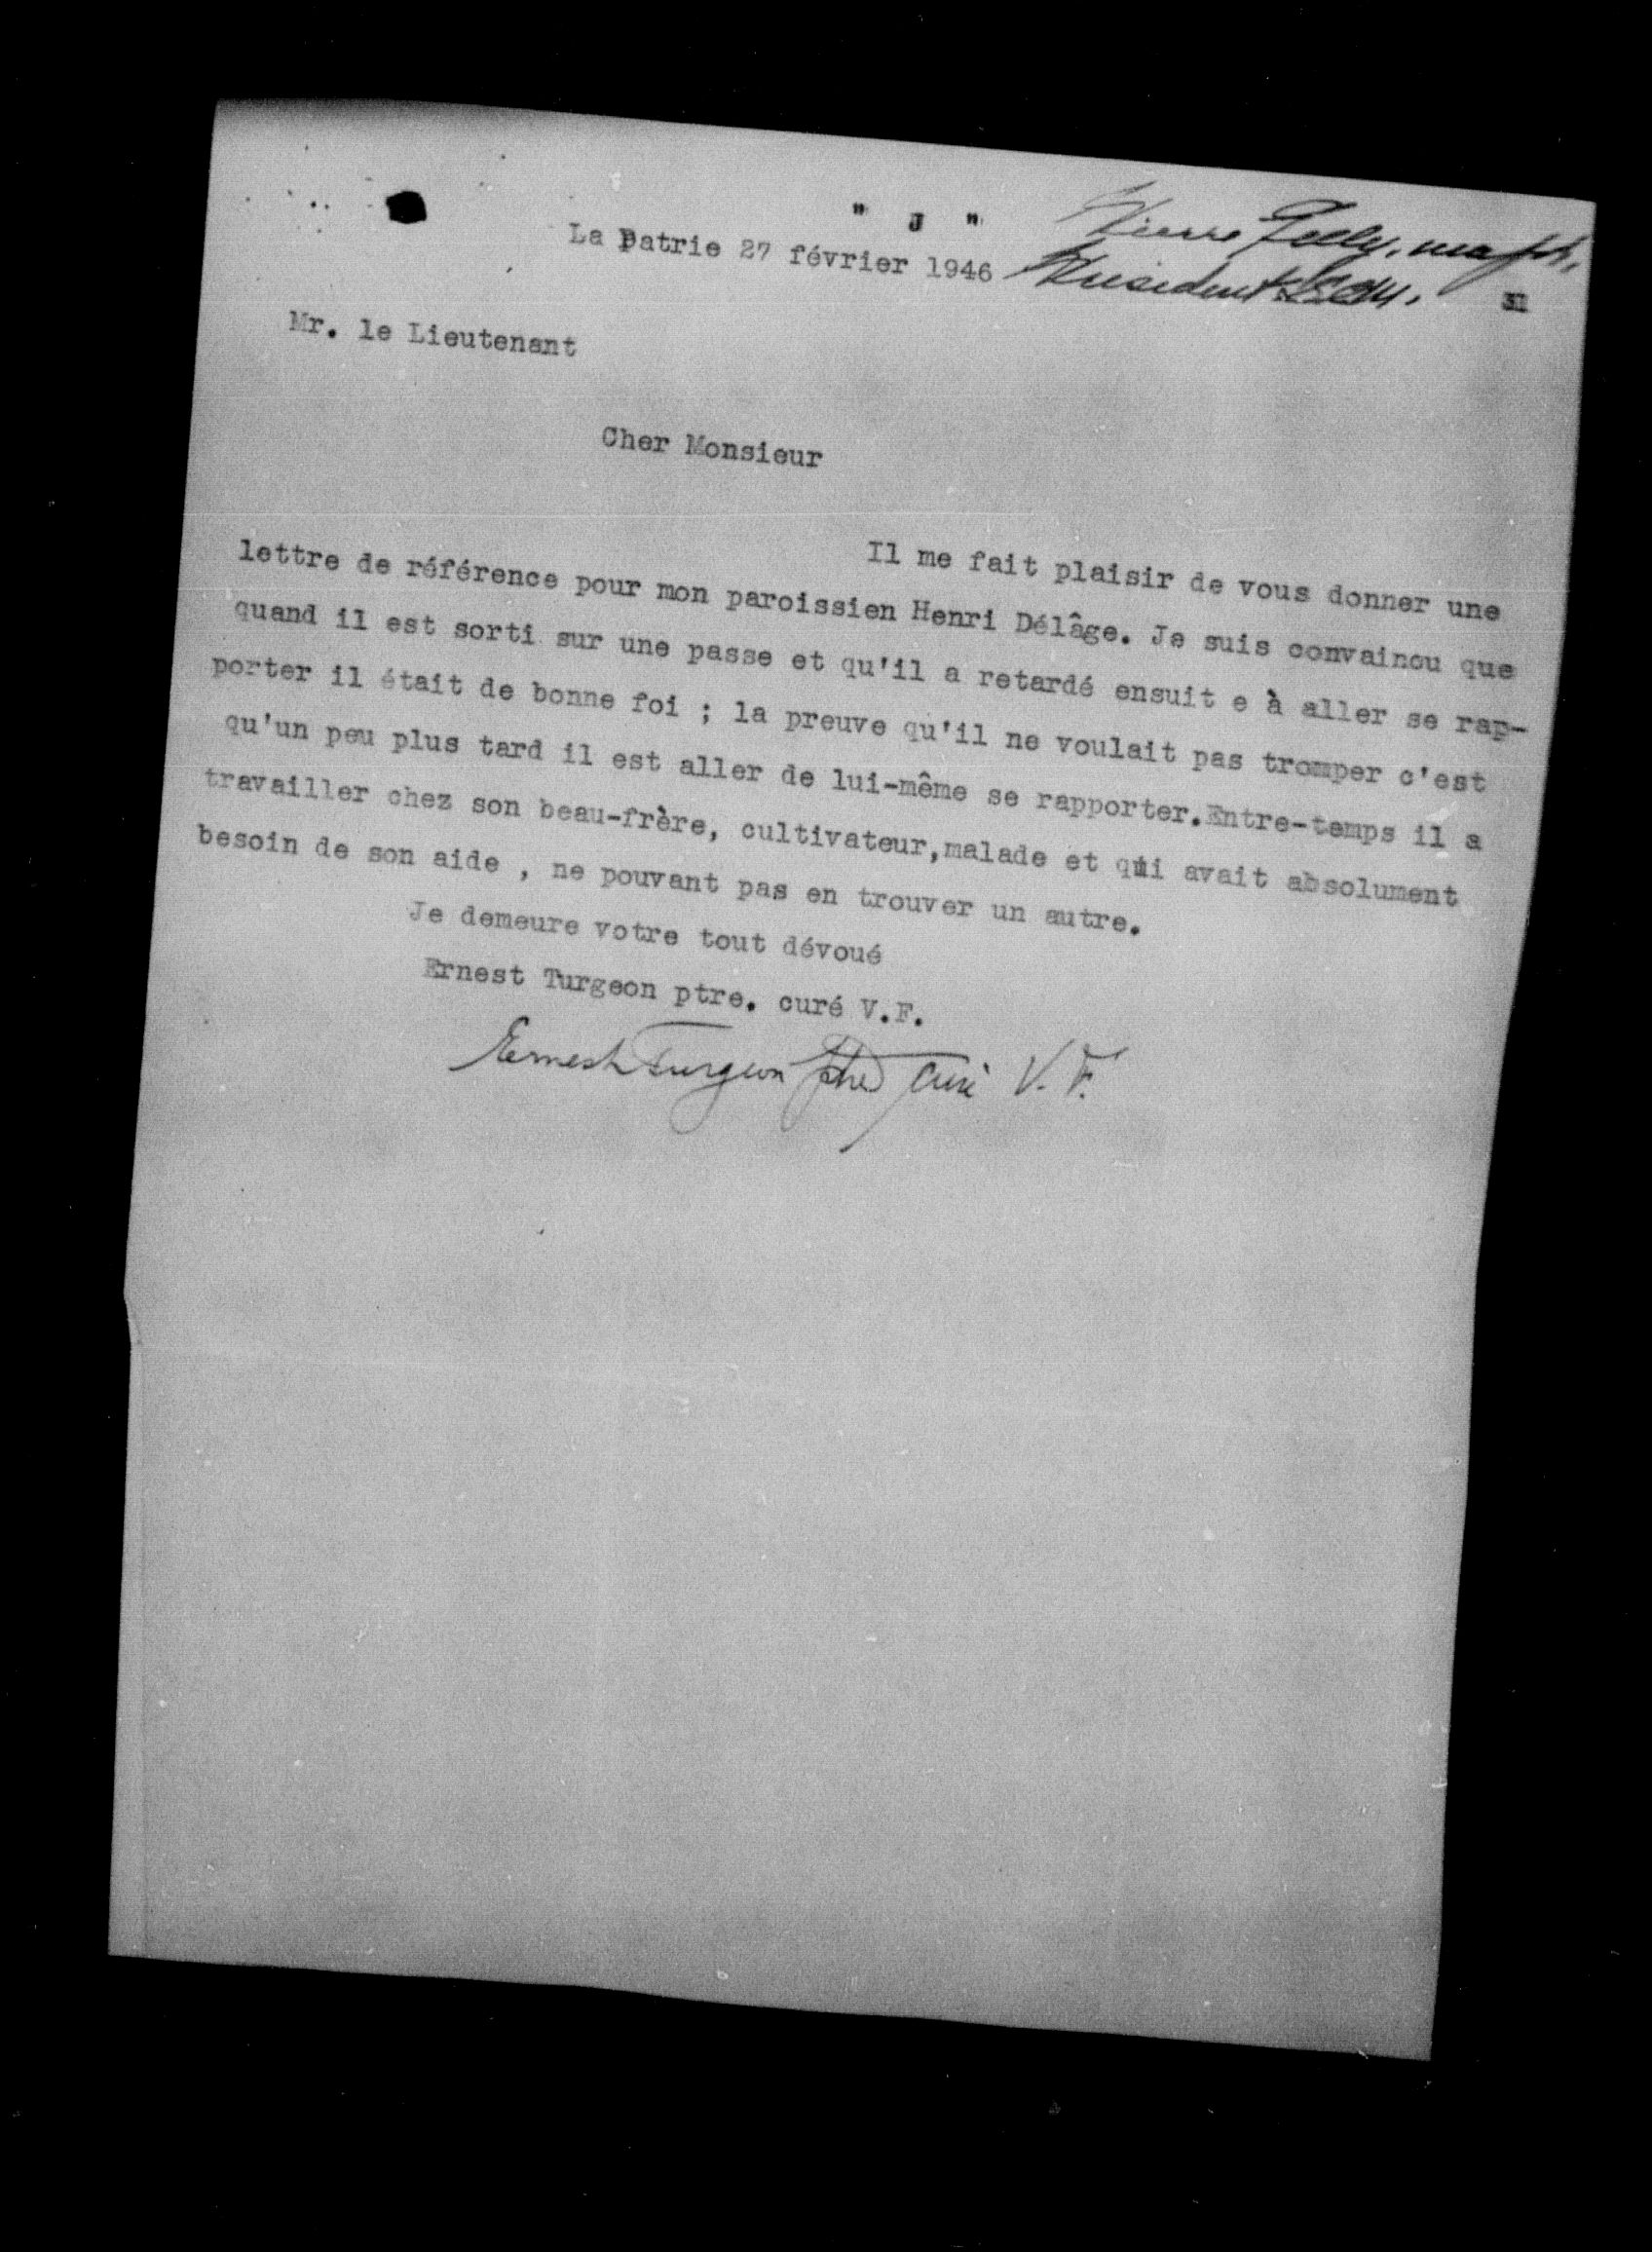 " J "
La Patrie 27 février 1946
Pierre
Président
31
Mr. le Lieutenant
Cher Monsieur
Il me fait plaisir de vous donner une
lettre de référence pour mon paroissien Henri Délâge. Je suis convaincu que
quand il est sorti sur une passe et qu'il a retardé ensuit e à aller se rap-
porter il était de bonne foi ; la preuve qu'il ne voulait pas tromper c'est
qu'un peu plus tard il est aller de lui-même se rapporter.Entre-temps il a
travailler chez son beau-frère, cultivateur,malade et qui avait absolument
besoin de son aide , ne pouvant pas en trouver un autre.
Je demeure votre tout dévoué
Ernest Turgeon ptre. curé V.F.
Ernest Turgeon ptre curé V. F.